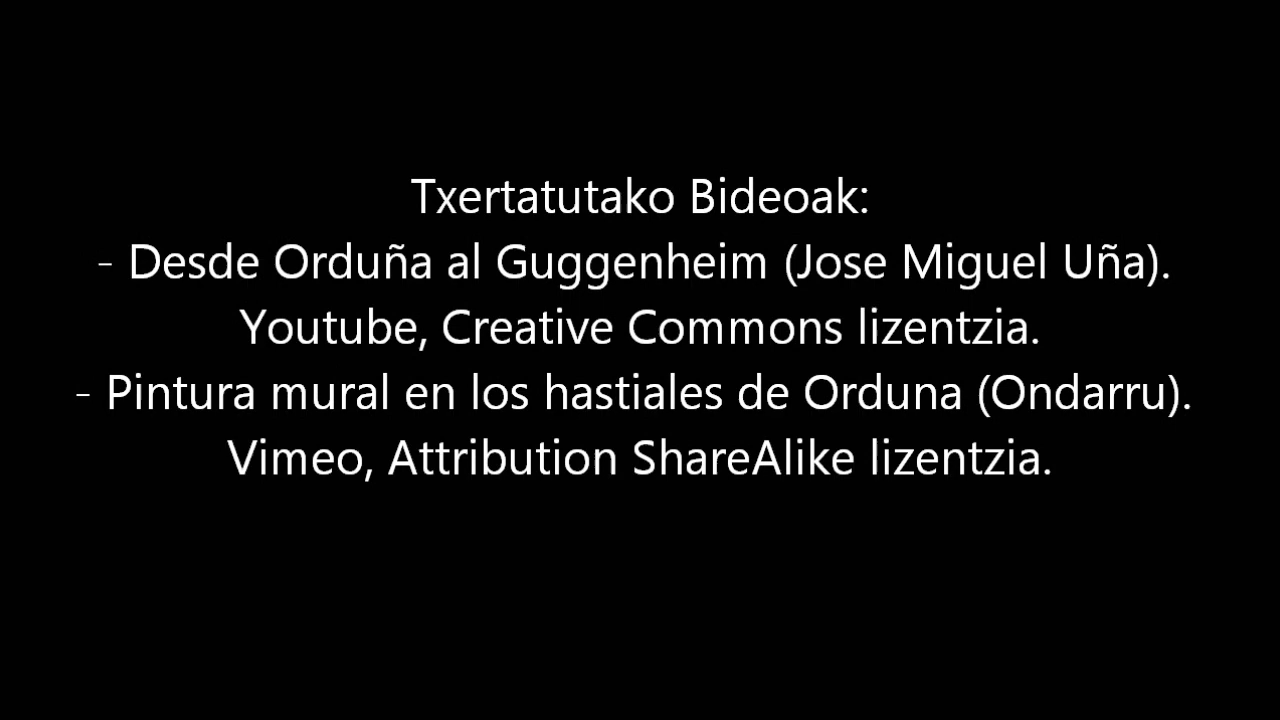 Txertatutako Bideoak:
- Desde Orduña al Guggenheim (Jose Miguel Uña).
Youtube, Creative Commons lizentzia.
- Pintura mural en los hastiales de Orduna (Ondarru).
Vimeo, Attribution ShareAlike lizentzia.